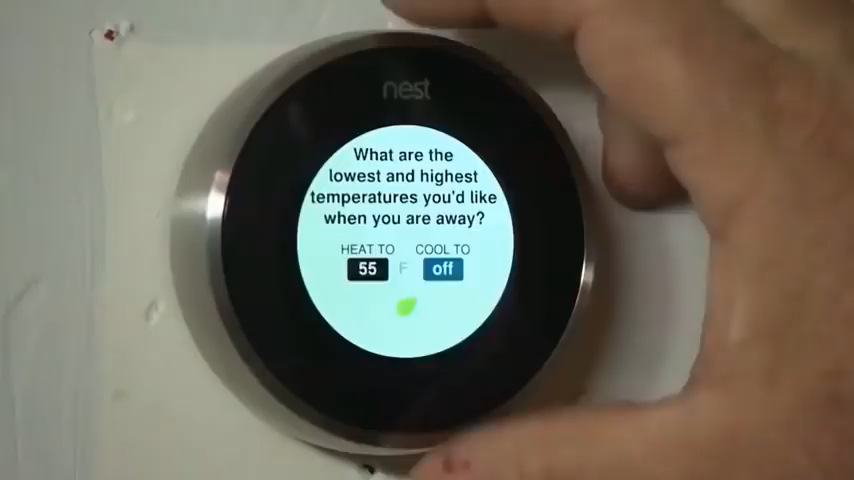 nest
What are the
lowest and highest
temperatures you'd like
when you are away?
HEAT TO COOL TO
55 F off